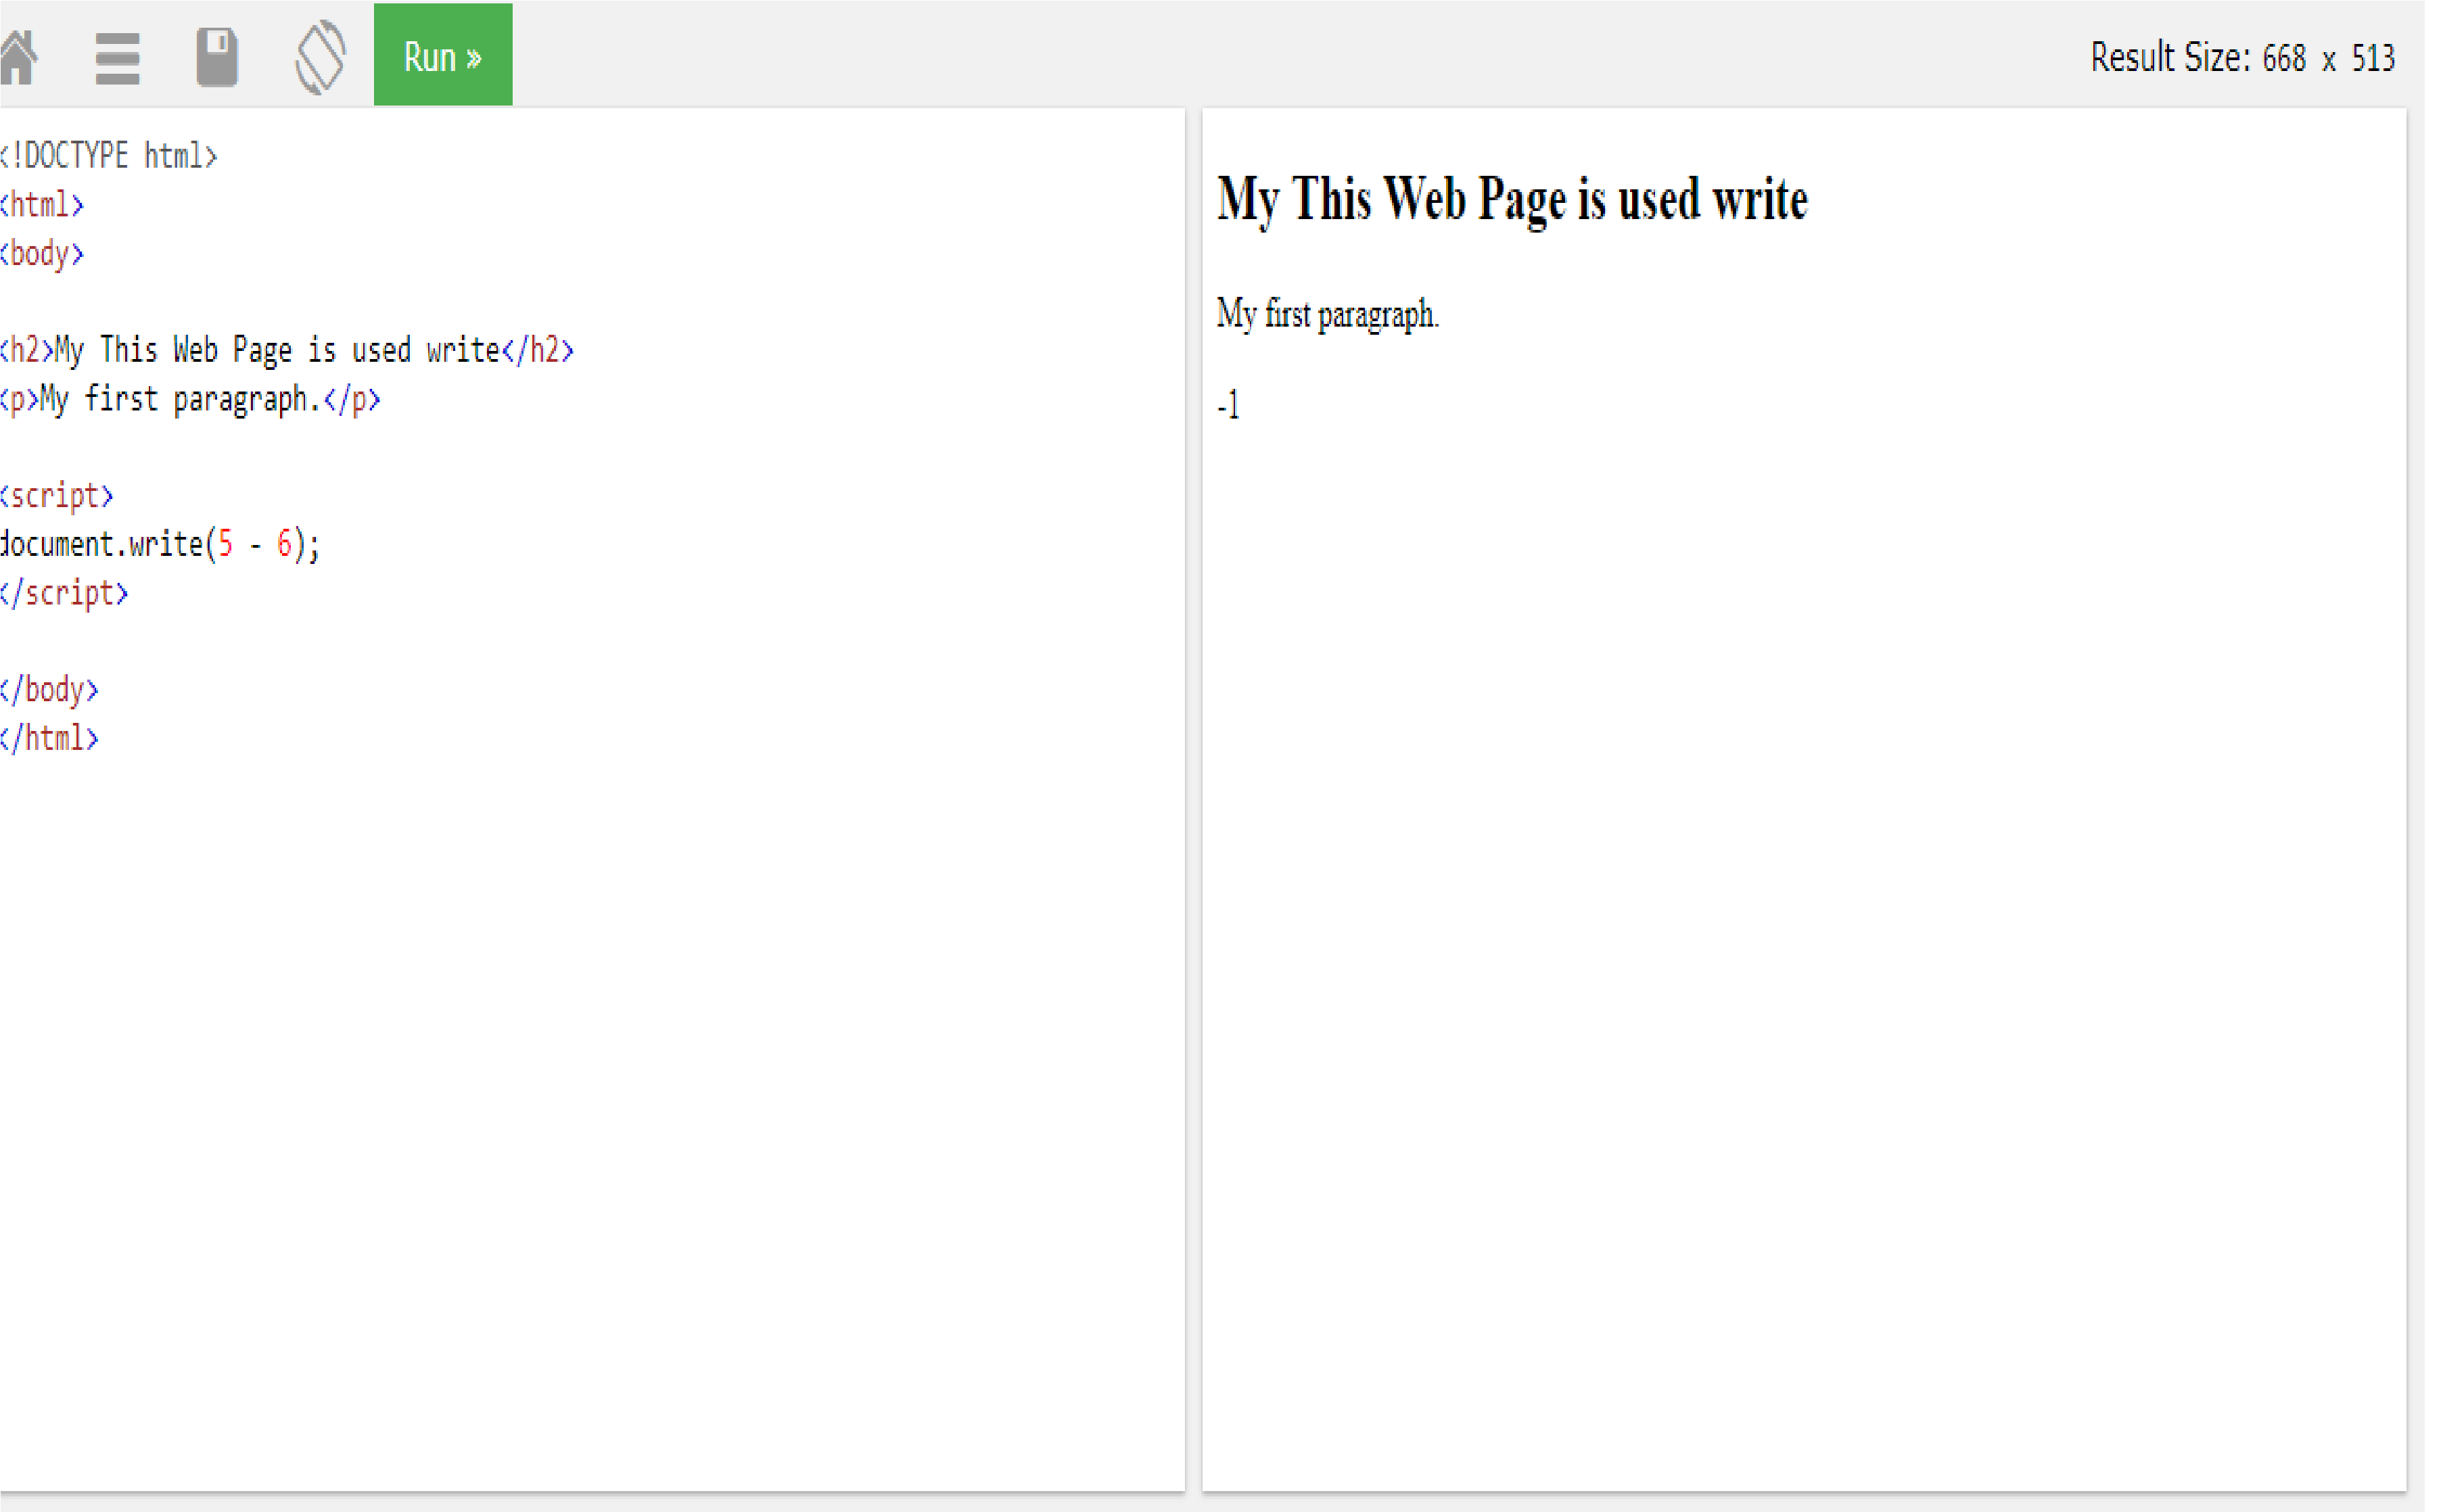 Run »
Result Size: 668 x 513
<!DOCTYPE html>
<html>
<body>
<h2>My This Web Page is used write</h2>
<p>My first paragraph.</p>
<script>
document.write(5 - 6);
</script>
</body>
</html>
My This Web Page is used write
My first paragraph.
-1